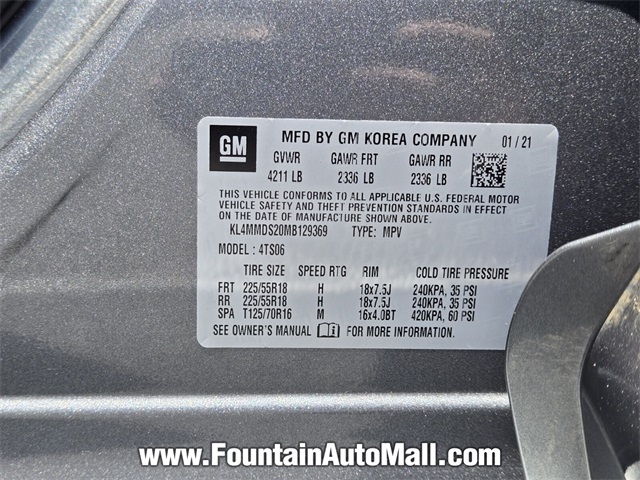 GM MFD BY GM KOREA COMPANY 01/21
GVWR GAWR FRT GAWR RR
4211 LB 2336 LB 2336 LB
THIS VEHICLE CONFORMS TO ALL APPLICABLE U.S. FEDERAL MOTOR
VEHICLE SAFETY AND THEFT PREVENTION STANDARDS IN EFFECT
ON THE DATE OF MANUFACTURE SHOWN ABOVE.
KL4MMDS20MB129369 TYPE: MPV
MODEL: 4TS06
TIRE SIZE SPEED RTG RIM COLD TIRE PRESSURE
FRT 225/55R18 H 18x7.5J 240KPA, 35 PSI
RR 225/55R18 H 18x7.5J 240KPA, 35 PSI
SPA T125/70R16 M 16x4.0BT 420KPA, 60 PSI
SEE OWNER'S MANUAL FOR MORE INFORMATION.
www.FountainAutoMall.com